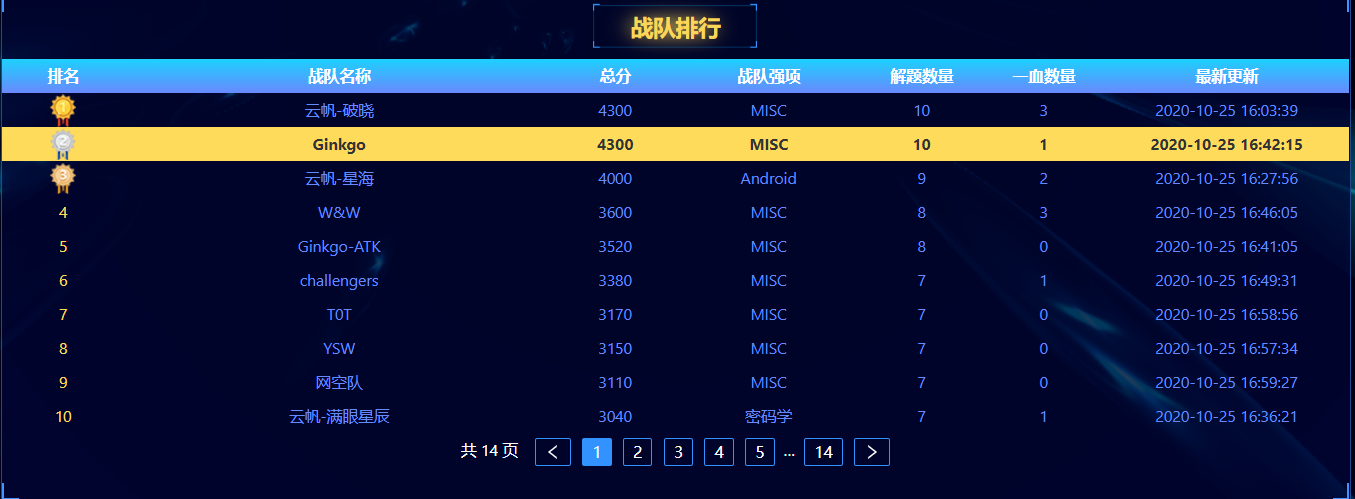 战队排行
排名 战队名称 总分 战队强项 解题数量 一血数量 最新更新
1 云帆-破晓 4300 MISC 10 3 2020-10-25 16:03:39
2 Ginkgo 4300 MISC 10 1 2020-10-25 16:42:15
3 云帆-星海 4000 Android 9 2 2020-10-25 16:27:56
4 W&W 3600 MISC 8 3 2020-10-25 16:46:05
5 Ginkgo-ATK 3520 MISC 8 0 2020-10-25 16:41:05
6 challengers 3380 MISC 7 1 2020-10-25 16:49:31
7 T0T 3170 MISC 7 0 2020-10-25 16:58:56
8 YSW 3150 MISC 7 0 2020-10-25 16:57:34
9 网空队 3110 MISC 7 0 2020-10-25 16:59:27
10 云帆-满眼星辰 3040 密码学 7 1 2020-10-25 16:36:21
共 14 页 < 1 2 3 4 5 ... 14 >